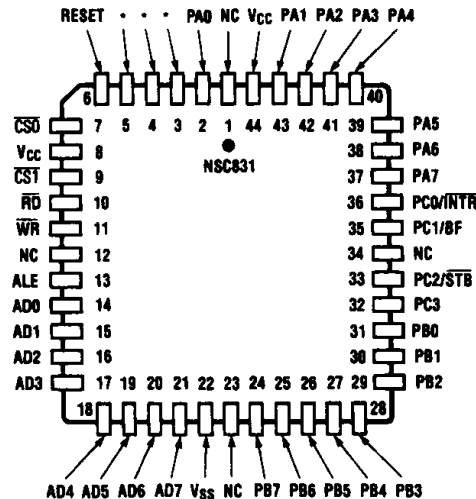 RESET * * * PA0 NC VCC PA1 PA2 PA3 PA4
6 40
CS0 7 5 4 3 2 1 44 43 42 41 39 PA5
VCC 8 NSC831 38 PA6
CS1 9 37 PA7
RD 10 36 PC0/INTR
WR 11 35 PC1/BF
NC 12 34 NC
ALE 13 33 PC2/STB
AD0 14 32 PC3
AD1 15 31 PB0
AD2 16 30 PB1
AD3 17 19 20 21 22 23 24 25 26 27 29 PB2
18 28
AD4 AD5 AD6 AD7 VSS NC PB7 PB6 PB5 PB4 PB3